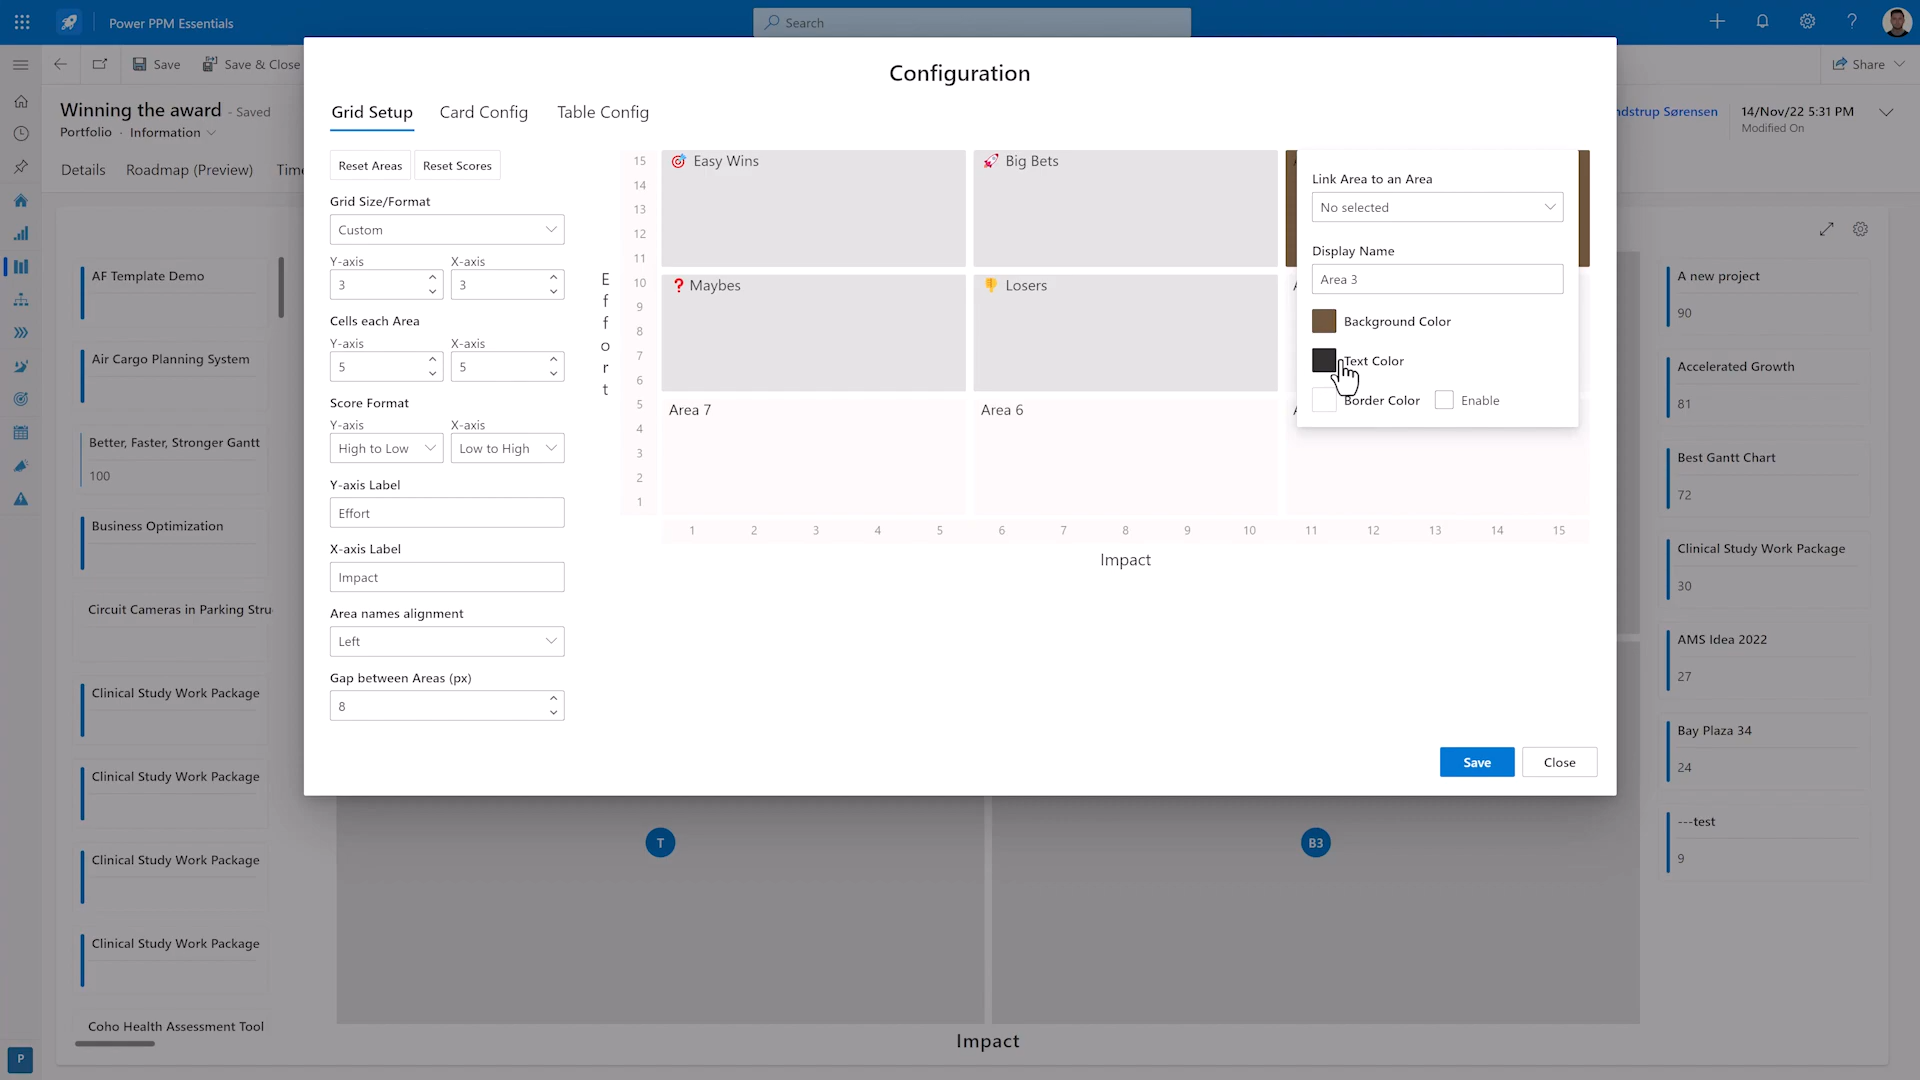 Power PPM Essentials
Search
Save
Save & Close
Share
Winning the award - Saved
Portfolio · Information
ndstrup Sørensen
14/Nov/22 5:31 PM
Modified On
Details
Roadmap (Preview)
Time
AF Template Demo
Air Cargo Planning System
Better, Faster, Stronger Gantt
100
Business Optimization
Circuit Cameras in Parking Stru
Clinical Study Work Package
Clinical Study Work Package
Clinical Study Work Package
Clinical Study Work Package
Coho Health Assessment Tool
P
Configuration
Grid Setup
Card Config
Table Config
Reset Areas
Reset Scores
Grid Size/Format
Custom
Y-axis
X-axis
3
3
Cells each Area
Y-axis
X-axis
5
5
Score Format
Y-axis
X-axis
High to Low
Low to High
Y-axis Label
Effort
X-axis Label
Impact
Area names alignment
Left
Gap between Areas (px)
8
Effort
15
14
13
12
11
10
9
8
7
6
5
4
3
2
1
🎯 Easy Wins
🚀 Big Bets
❓ Maybes
👎 Losers
Area 7
Area 6
1 2 3 4 5 6 7 8 9 10 11 12 13 14 15
Impact
Link Area to an Area
No selected
Display Name
Area 3
Background Color
Text Color
Border Color
Enable
Save
Close
T
B3
Impact
A new project
90
Accelerated Growth
81
Best Gantt Chart
72
Clinical Study Work Package
30
AMS Idea 2022
27
Bay Plaza 34
24
---test
9